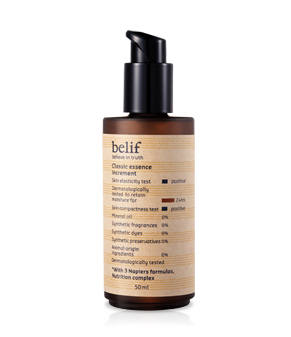 belif
believe in truth
Classic essence
increment
Skin elasticity test positive
Dermatologically
tested to retain
moisture for 24hrs
Skin compactness test positive
Mineral oil 0%
Synthetic fragrances 0%
Synthetic dyes 0%
Synthetic preservatives 0%
Animal origin
ingredients 0%
Dermatologically tested
*With 3 Napiers formulas,
Nutrition complex
50ml